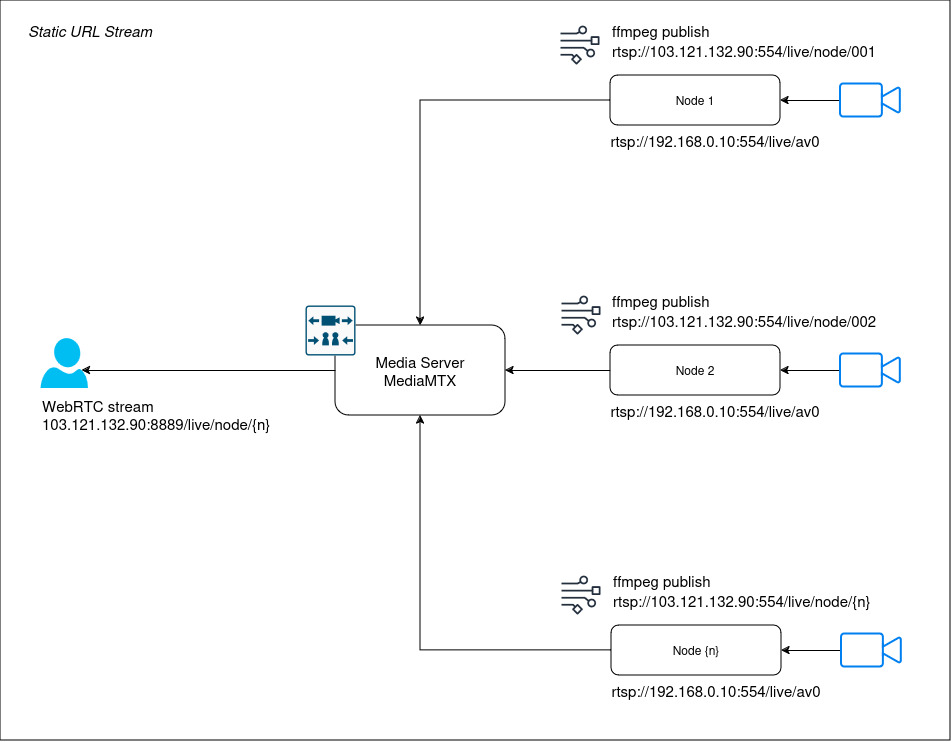 Static URL Stream
ffmpeg publish
rtsp://103.121.132.90:554/live/node/001
Node 1
rtsp://192.168.0.10:554/live/av0
ffmpeg publish
rtsp://103.121.132.90:554/live/node/002
Media Server
MediaMTX
Node 2
WebRTC stream
103.121.132.90:8889/live/node/{n}
rtsp://192.168.0.10:554/live/av0
ffmpeg publish
rtsp://103.121.132.90:554/live/node/{n}
Node {n}
rtsp://192.168.0.10:554/live/av0